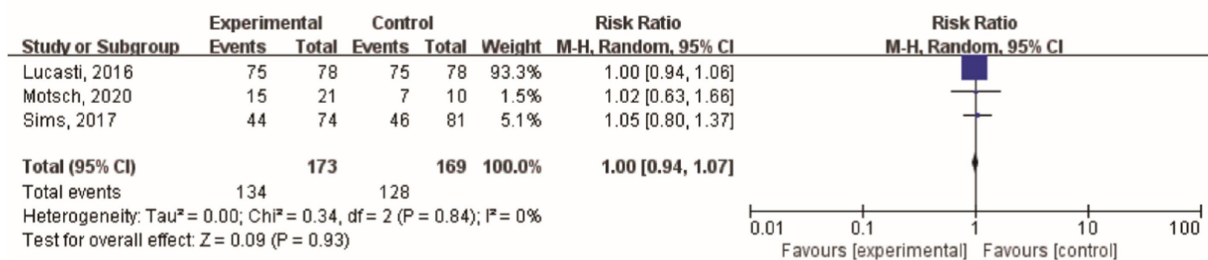 Experimental Control Risk Ratio Risk Ratio
Study or Subgroup Events Total Events Total Weight M-H, Random, 95% CI M-H, Random, 95% CI
Lucasti, 2016 75 78 75 78 93.3% 1.00 [0.94, 1.06]
Motsch, 2020 15 21 7 10 1.5% 1.02 [0.63, 1.66]
Sims, 2017 44 74 46 81 5.1% 1.05 [0.80, 1.37]
Total (95% CI) 173 169 100.0% 1.00 [0.94, 1.07]
Total events 134 128
Heterogeneity: Tau² = 0.00; Chi² = 0.34, df = 2 (P = 0.84); I² = 0%
Test for overall effect: Z = 0.09 (P = 0.93)
0.01 0.1 1 10 100
Favours [experimental] Favours [control]